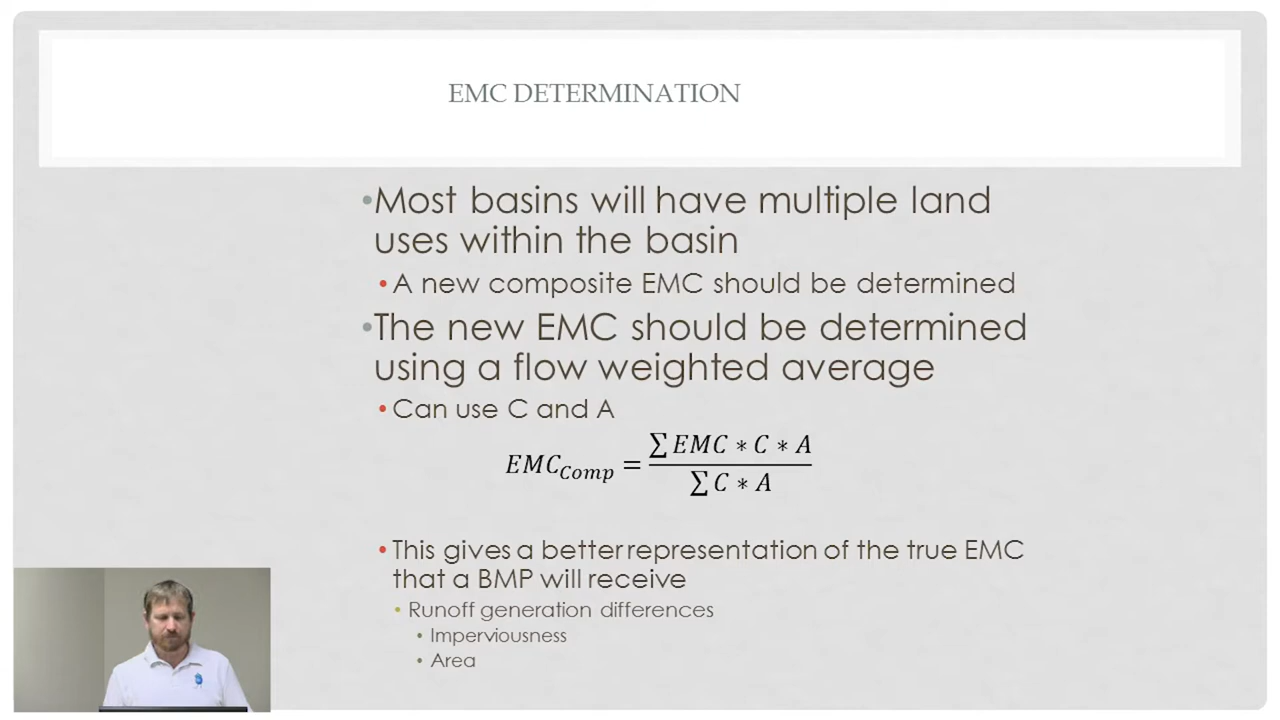 EMC DETERMINATION
•Most basins will have multiple land
uses within the basin
•A new composite EMC should be determined
•The new EMC should be determined
using a flow weighted average
•Can use C and A
EMC_Comp = ∑ EMC ∗ C ∗ A / ∑ C ∗ A
•This gives a better representation of the true EMC
that a BMP will receive
• Runoff generation differences
• Imperviousness
• Area